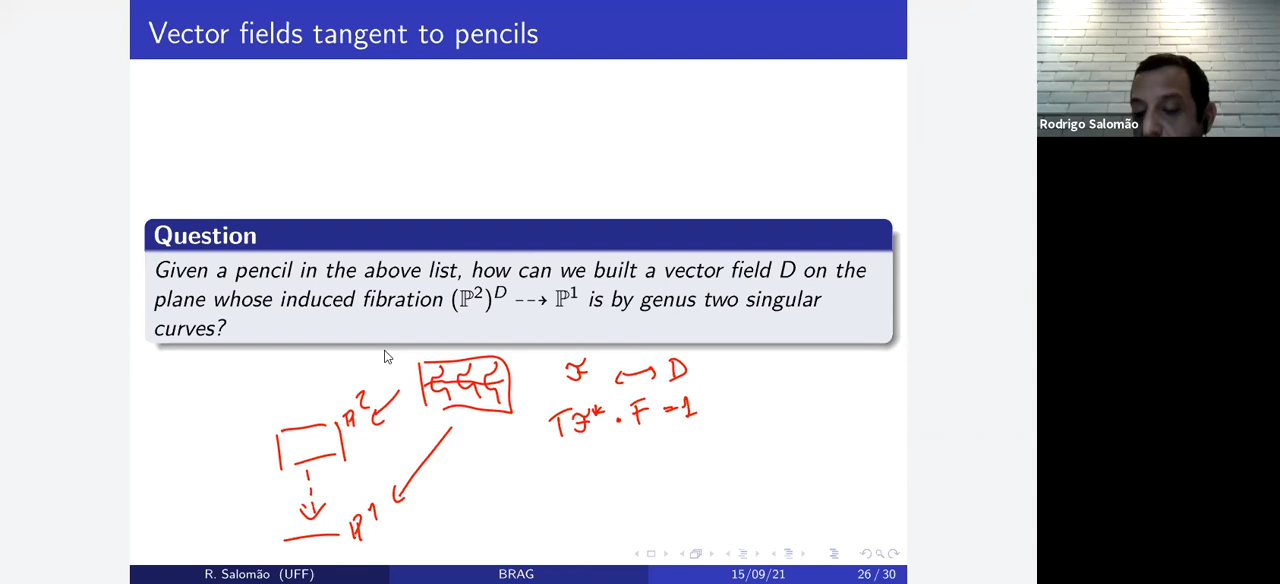 Vector fields tangent to pencils
Rodrigo Salomão
Question
Given a pencil in the above list, how can we built a vector field D on the
plane whose induced fibration (ℙ²)ᴰ ⇢ ℙ¹ is by genus two singular
curves?
ℱ ↔ D
Tℱ* · F = 1
ℙ²
ℙ¹
R. Salomão (UFF) BRAG 15/09/21 26 / 30